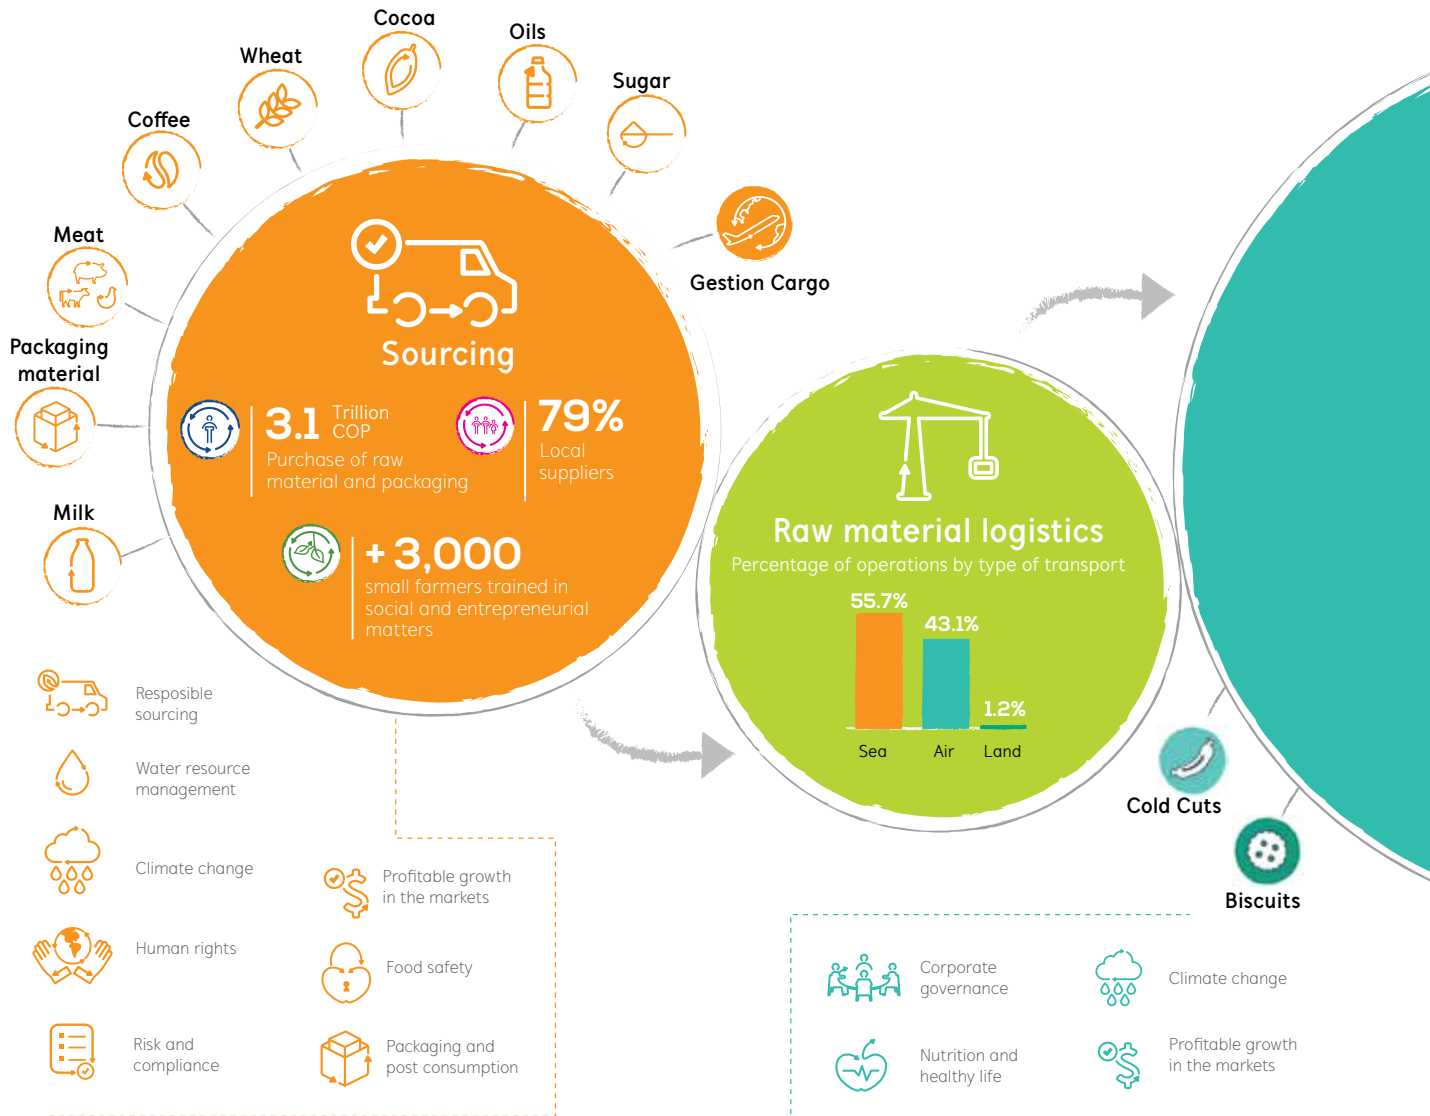 Cocoa
Oils
Wheat
Sugar
Coffee
Meat
Gestion Cargo
Packaging
material
Milk
Sourcing
3.1 Trillion
COP
Purchase of raw
material and packaging
79%
Local
suppliers
+ 3,000
small farmers trained in
social and entrepreneurial
matters
Raw material logistics
Percentage of operations by type of transport
55.7%
43.1%
1.2%
Sea Air Land
Cold Cuts
Biscuits
Resposible
sourcing
Water resource
management
Climate change
Human rights
Risk and
compliance
Profitable growth
in the markets
Food safety
Packaging and
post consumption
Corporate
governance
Nutrition and
healthy life
Climate change
Profitable growth
in the markets